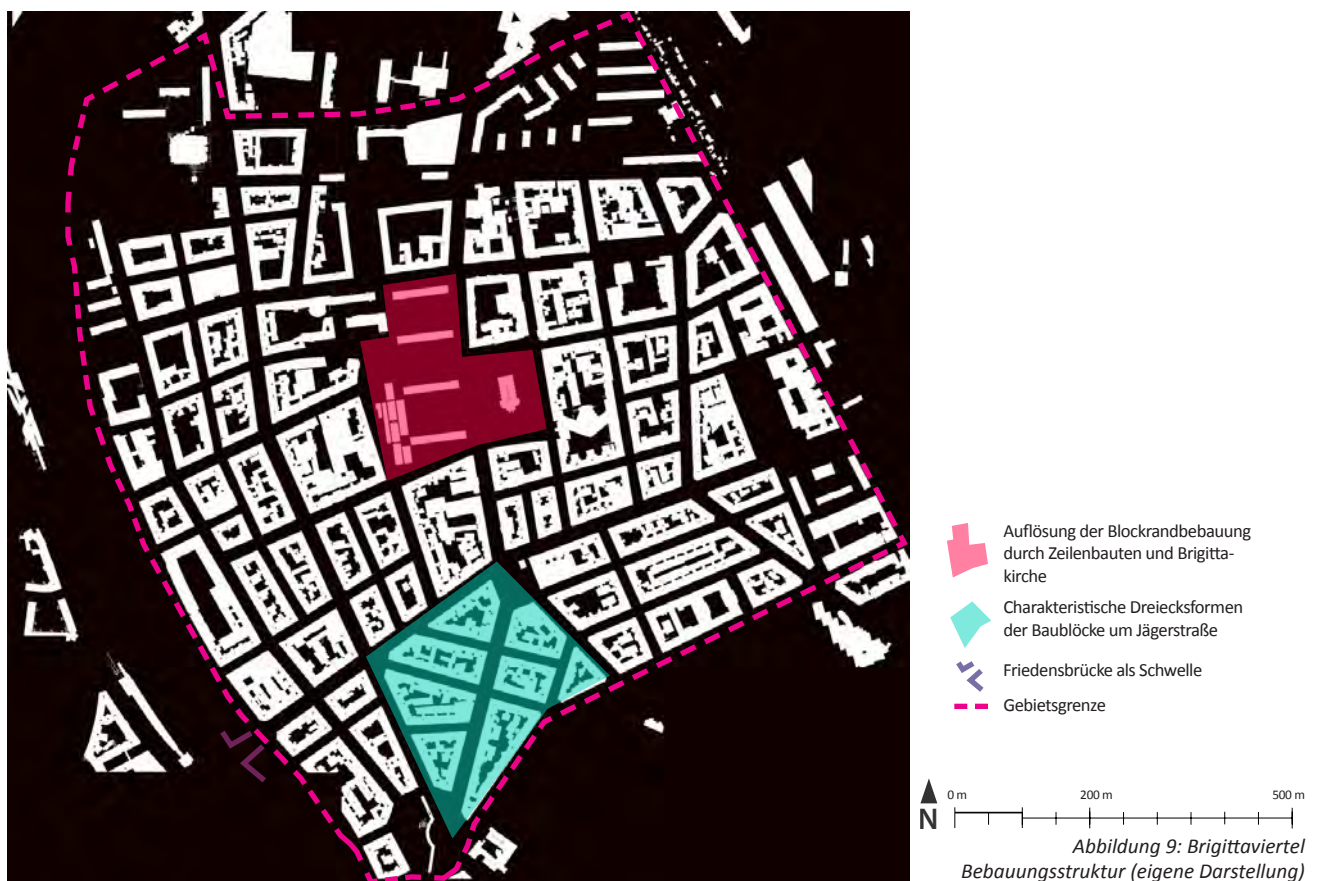 Auflösung der Blockrandbebauung
durch Zeilenbauten und Brigitta-
kirche
Charakteristische Dreiecksformen
der Baublöcke um Jägerstraße
Friedensbrücke als Schwelle
Gebietsgrenze
N
0 m 200 m 500 m
Abbildung 9: Brigittaviertel
Bebauungsstruktur (eigene Darstellung)